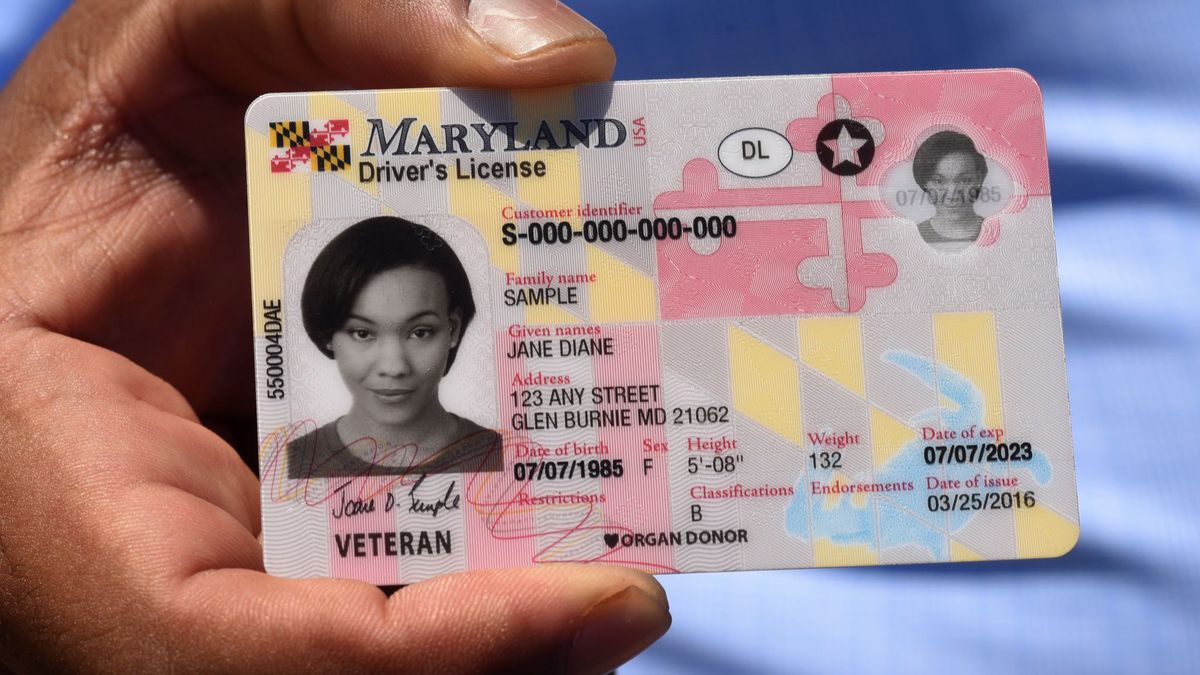 MARYLAND USA
Driver's License
DL
07/07/1985
Customer identifier
S-000-000-000-000
Family name
SAMPLE
Given names
JANE DIANE
Address
123 ANY STREET
GLEN BURNIE MD 21062
Date of birth Sex Height Weight Date of exp
07/07/1985 F 5'-08" 132 07/07/2023
Restrictions Classifications Endorsements Date of issue
B 03/25/2016
550004DAE
Jane D. Sample
VETERAN
ORGAN DONOR